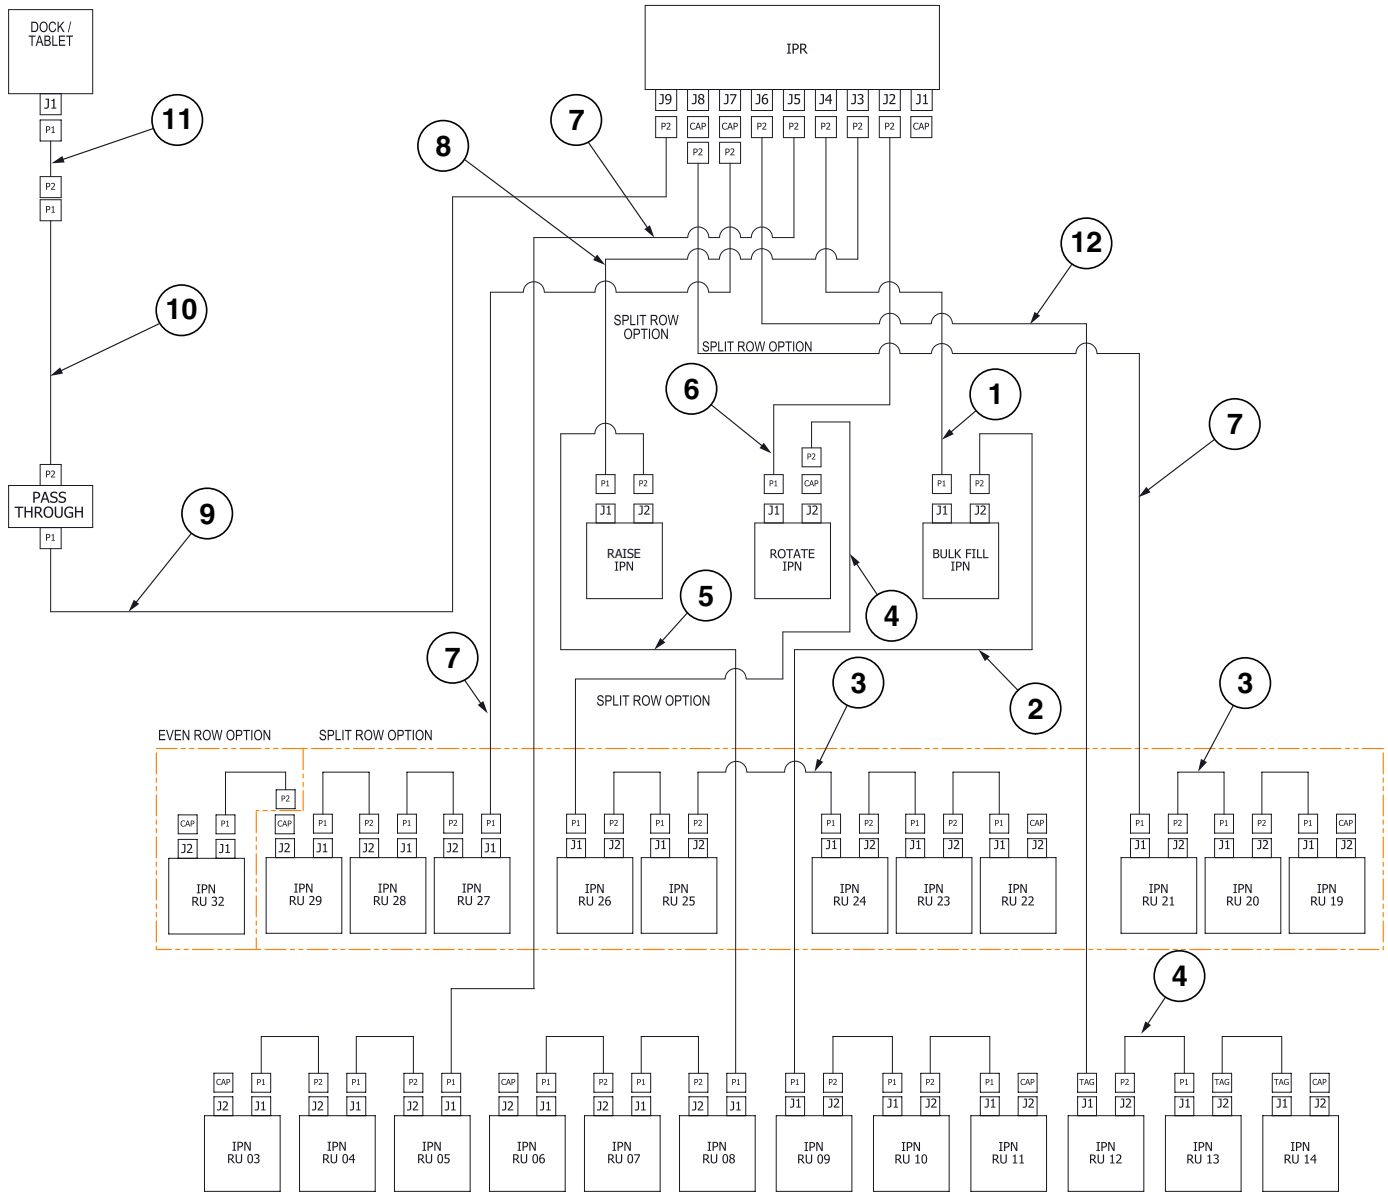 DOCK /
TABLET
IPR
J1
J9 J8 J7 J6 J5 J4 J3 J2 J1
P1
P2 CAP CAP P2 P2 P2 P2 P2 CAP
11
7
8
P2 P2
P2
P1
12
10
SPLIT ROW
OPTION
SPLIT ROW OPTION
6
1
7
P2
P2
P1 P2 P1 CAP P1 P2
PASS
THROUGH
9
J1 J2 J1 J2 J1 J2
P1
RAISE
IPN
ROTATE
IPN
BULK FILL
IPN
5
4
7
3
3
2
SPLIT ROW OPTION
EVEN ROW OPTION
SPLIT ROW OPTION
P2
CAP P1 CAP P1 P2 P1 P2 P1 P1 P2 P1 P2 P1 P2 P1 P2 P1 CAP P1 P2 P1 P2 P1 CAP
J2 J1 J2 J1 J2 J1 J2 J1 J1 J2 J1 J2 J1 J2 J1 J2 J1 J2 J1 J2 J1 J2 J1 J2
IPN
RU 32
IPN
RU 29
IPN
RU 28
IPN
RU 27
IPN
RU 26
IPN
RU 25
IPN
RU 24
IPN
RU 23
IPN
RU 22
IPN
RU 21
IPN
RU 20
IPN
RU 19
4
CAP P1 P2 P1 P2 P1 CAP P1 P2 P1 P2 P1 P1 P2 P1 P2 P1 CAP TAG P2 P1 TAG TAG CAP
J2 J1 J2 J1 J2 J1 J2 J1 J2 J1 J2 J1 J1 J2 J1 J2 J1 J2 J1 J2 J1 J2 J1 J2
IPN
RU 03
IPN
RU 04
IPN
RU 05
IPN
RU 06
IPN
RU 07
IPN
RU 08
IPN
RU 09
IPN
RU 10
IPN
RU 11
IPN
RU 12
IPN
RU 13
IPN
RU 14